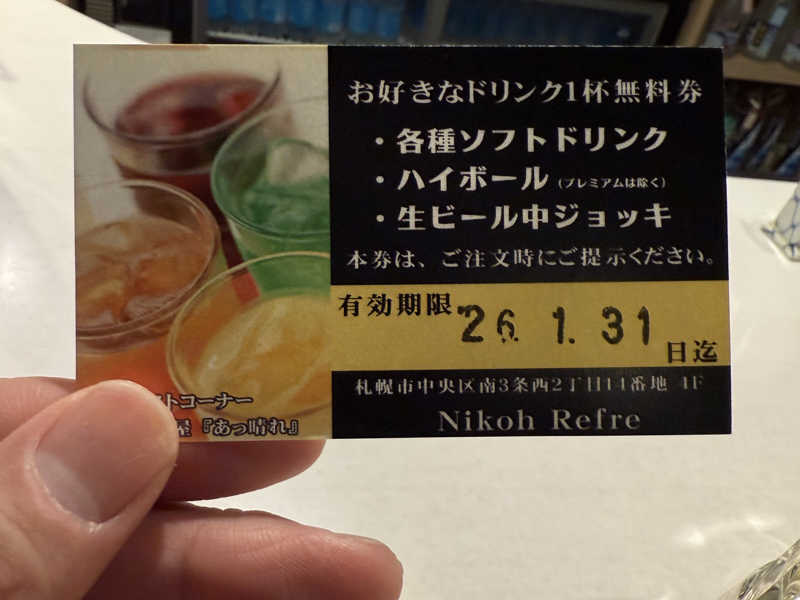 お好きなドリンク1杯無料券
・各種ソフトドリンク
・ハイボール（プレミアムは除く）
・生ビール中ジョッキ
本券は、ご注文時にご提示ください。
有効期限 '26. 1. 31 日迄
札幌市中央区南3条西2丁目14番地 4F
Nikoh Refre
トコーナー
屋『あっ晴れ』